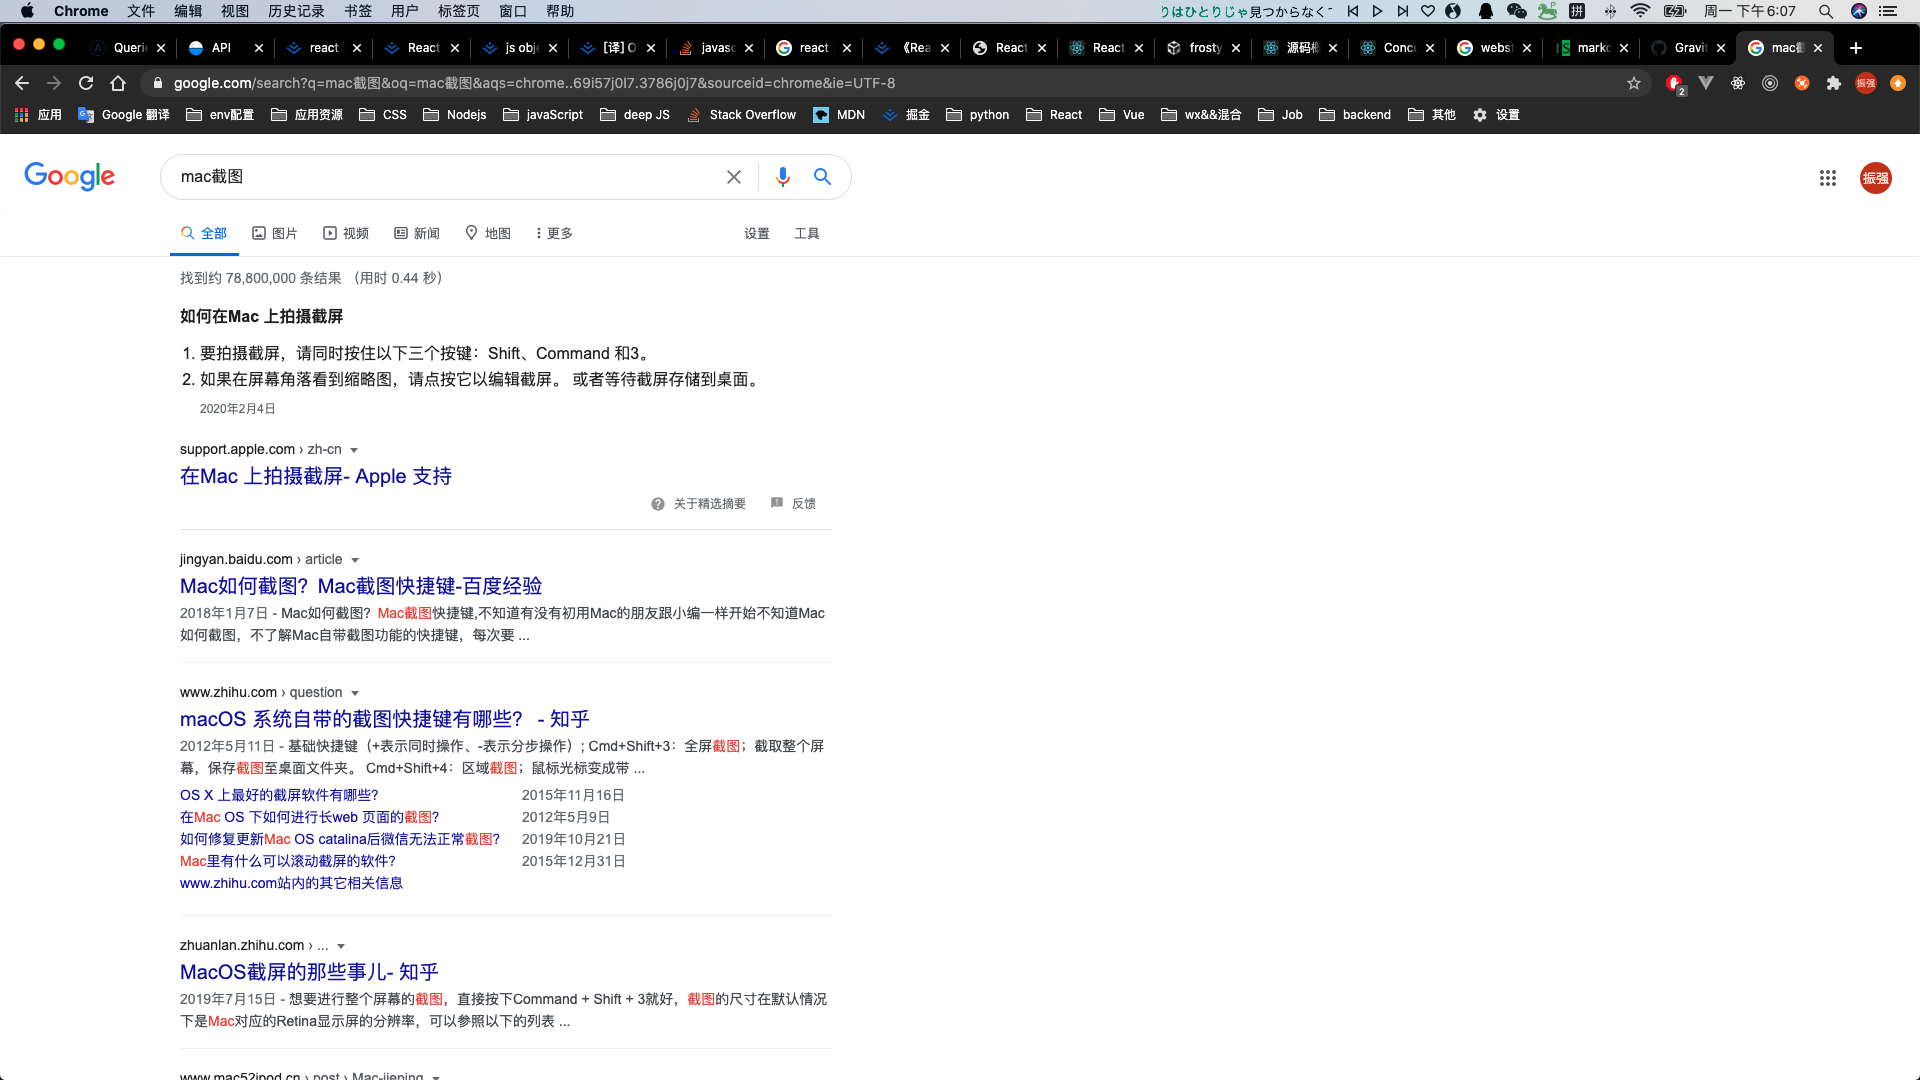 Chrome 文件 编辑 视图 历史记录 书签 用户 标签页 窗口 帮助 りはひとりじゃ見つからなくて 拼 周一 下午6:07
Querie API react React js obje [译] O javasc react 《Rea React React frosty 源码概 Concu webst markd Gravit mac截
google.com/search?q=mac截图&oq=mac截图&aqs=chrome..69i57j0l7.3786j0j7&sourceid=chrome&ie=UTF-8 2 振强
应用 Google 翻译 env配置 应用资源 CSS Nodejs javaScript deep JS Stack Overflow MDN 掘金 python React Vue wx&&混合 Job backend 其他 设置
Google mac截图 振强
全部 图片 视频 新闻 地图 更多 设置 工具
找到约 78,800,000 条结果 （用时 0.44 秒）
如何在Mac 上拍摄截屏
1. 要拍摄截屏，请同时按住以下三个按键：Shift、Command 和3。
2. 如果在屏幕角落看到缩略图，请点按它以编辑截屏。 或者等待截屏存储到桌面。
2020年2月4日
support.apple.com › zh-cn
在Mac 上拍摄截屏- Apple 支持
关于精选摘要 反馈
jingyan.baidu.com › article
Mac如何截图？Mac截图快捷键-百度经验
2018年1月7日 - Mac如何截图？Mac截图快捷键,不知道有没有初用Mac的朋友跟小编一样开始不知道Mac
如何截图，不了解Mac自带截图功能的快捷键，每次要 ...
www.zhihu.com › question
macOS 系统自带的截图快捷键有哪些？ - 知乎
2012年5月11日 - 基础快捷键（+表示同时操作、-表示分步操作）; Cmd+Shift+3：全屏截图；截取整个屏
幕，保存截图至桌面文件夹。 Cmd+Shift+4：区域截图；鼠标光标变成带 ...
OS X 上最好的截屏软件有哪些? 2015年11月16日
在Mac OS 下如何进行长web 页面的截图? 2012年5月9日
如何修复更新Mac OS catalina后微信无法正常截图? 2019年10月21日
Mac里有什么可以滚动截屏的软件? 2015年12月31日
www.zhihu.com站内的其它相关信息
zhuanlan.zhihu.com › ...
MacOS截屏的那些事儿- 知乎
2019年7月15日 - 想要进行整个屏幕的截图，直接按下Command + Shift + 3就好，截图的尺寸在默认情况
下是Mac对应的Retina显示屏的分辨率，可以参照以下的列表 ...
www.mac52ipod.cn › post › Mac-jieping